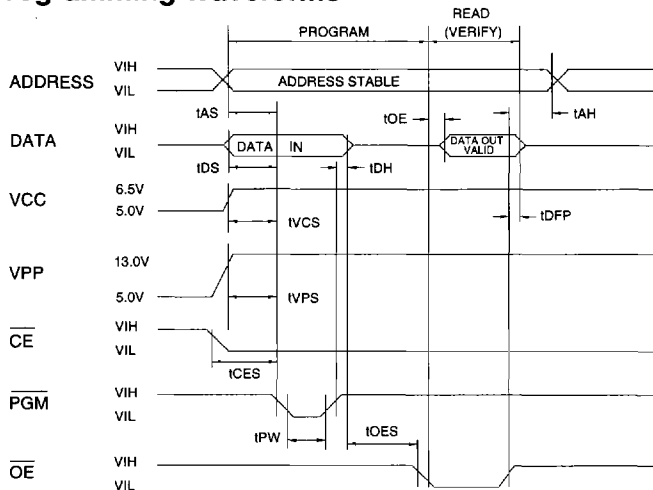 READ
PROGRAM (VERIFY)
ADDRESS VIH VIL ADDRESS STABLE
tAS tOE tAH
DATA VIH VIL DATA IN DATA OUT VALID
tDS tDH
VCC 6.5V 5.0V tVCS tDFP
VPP 13.0V 5.0V tVPS
CE VIH VIL
tCES
PGM VIH VIL
tPW tOES
OE VIH VIL